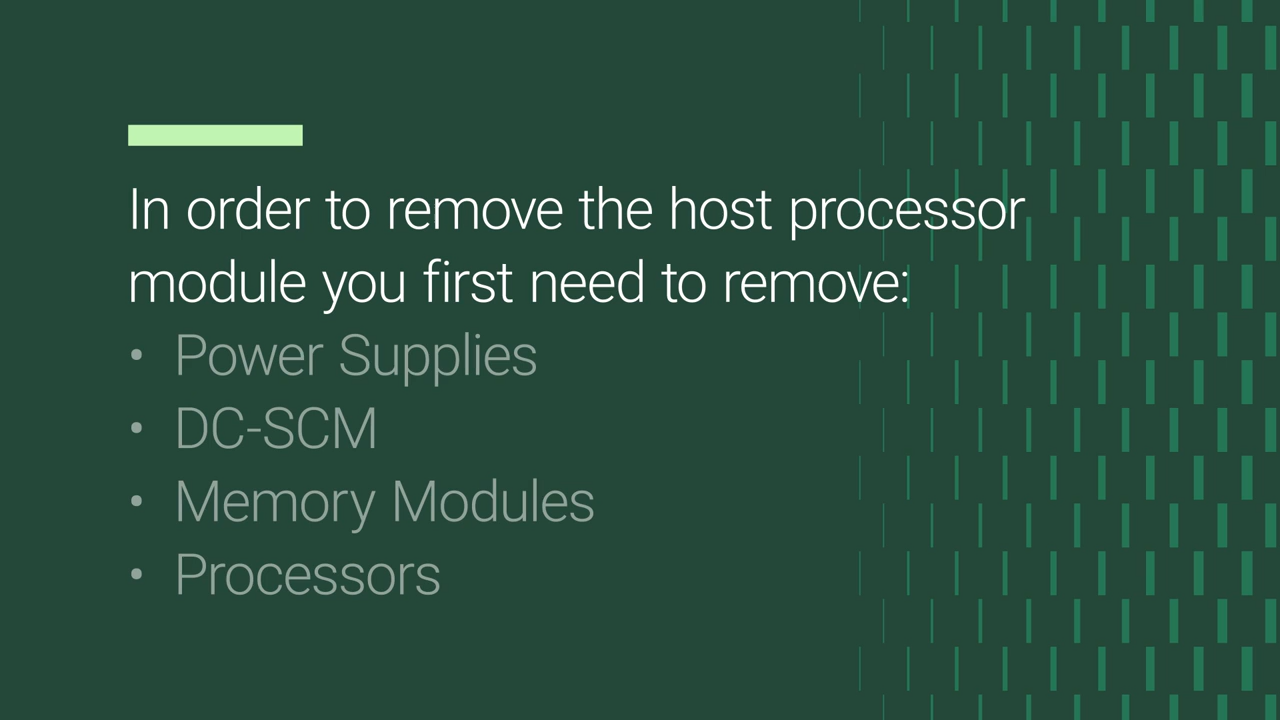 In order to remove the host processor
module you first need to remove:
• Power Supplies
• DC-SCM
• Memory Modules
• Processors